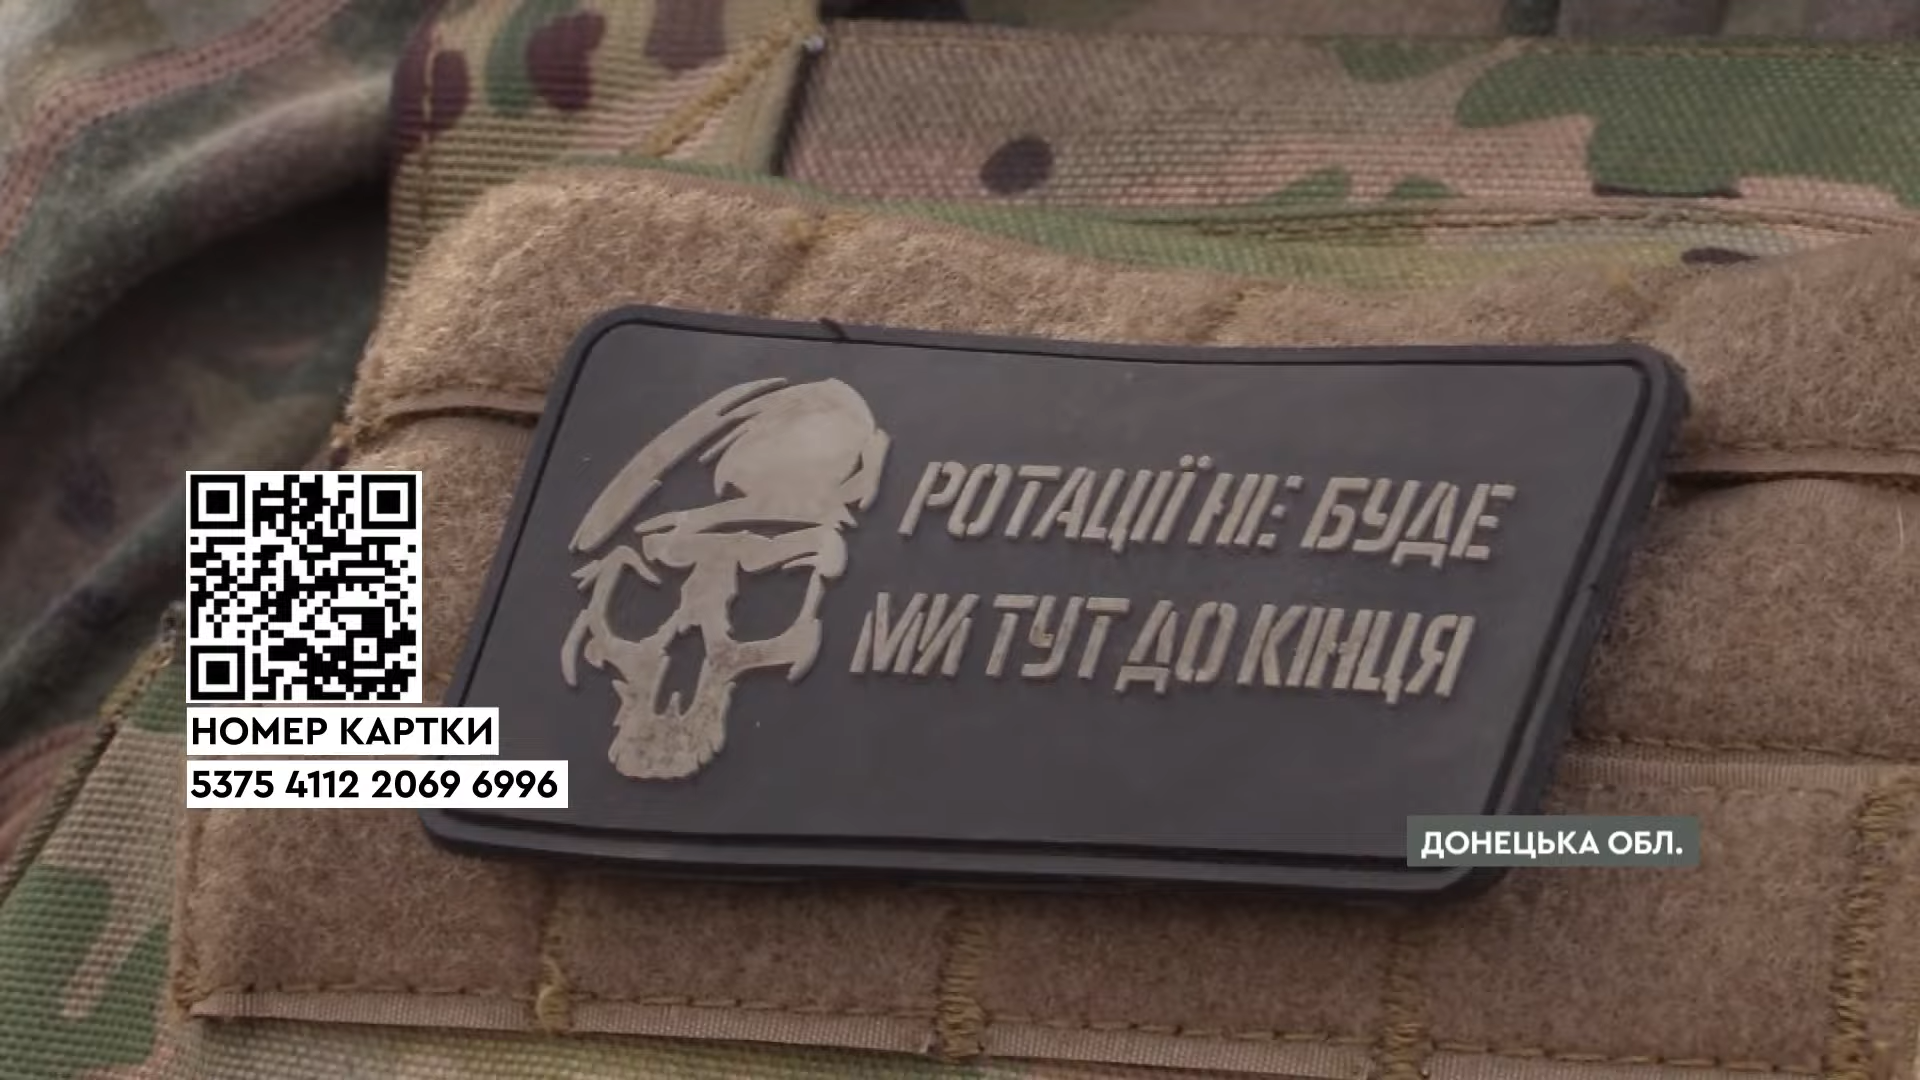 РОТАЦІЇ НЕ БУДЕ
МИ ТУТ ДО КІНЦЯ
НОМЕР КАРТКИ
5375 4112 2069 6996
ДОНЕЦЬКА ОБЛ.